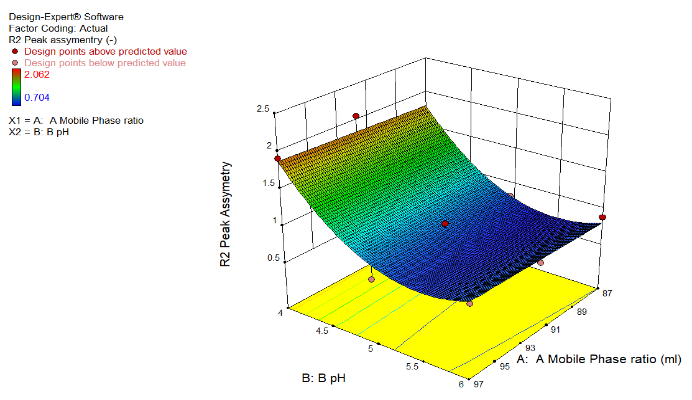 Design-Expert® Software
Factor Coding: Actual
R2 Peak assymentry (-)
Design points above predicted value
Design points below predicted value
2.062
0.704
X1 = A: A Mobile Phase ratio
X2 = B: B pH
2.5
2
1.5
1
0.5
R2 Peak Assymetry
4
4.5
5
5.5
6
97
95
93
91
89
87
A: A Mobile Phase ratio (ml)
B: B pH